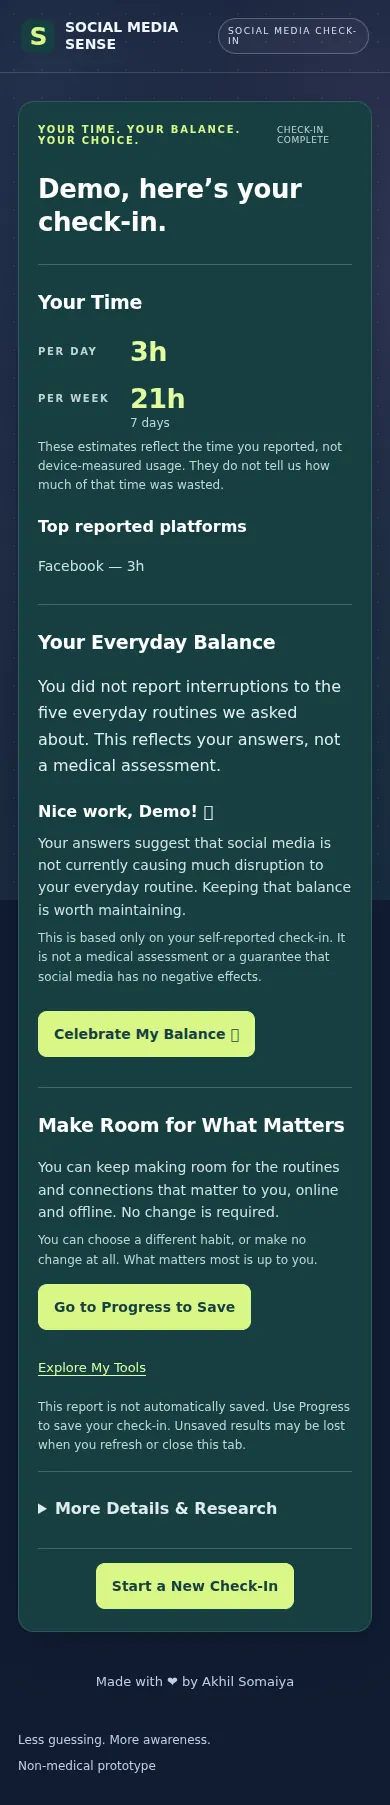 S
SOCIAL MEDIA
SENSE
SOCIAL MEDIA CHECK-
IN
YOUR TIME. YOUR BALANCE.
YOUR CHOICE.
CHECK-IN
COMPLETE
Demo, here’s your
check-in.
Your Time
PER DAY 3h
PER WEEK 21h
7 days
These estimates reflect the time you reported, not
device-measured usage. They do not tell us how
much of that time was wasted.
Top reported platforms
Facebook — 3h
Your Everyday Balance
You did not report interruptions to the
five everyday routines we asked
about. This reflects your answers, not
a medical assessment.
Nice work, Demo!
Your answers suggest that social media is
not currently causing much disruption to
your everyday routine. Keeping that balance
is worth maintaining.
This is based only on your self-reported check-in. It
is not a medical assessment or a guarantee that
social media has no negative effects.
Celebrate My Balance
Make Room for What Matters
You can keep making room for the routines
and connections that matter to you, online
and offline. No change is required.
You can choose a different habit, or make no
change at all. What matters most is up to you.
Go to Progress to Save
Explore My Tools
This report is not automatically saved. Use Progress
to save your check-in. Unsaved results may be lost
when you refresh or close this tab.
More Details & Research
Start a New Check-In
Made with ❤ by Akhil Somaiya
Less guessing. More awareness.
Non-medical prototype